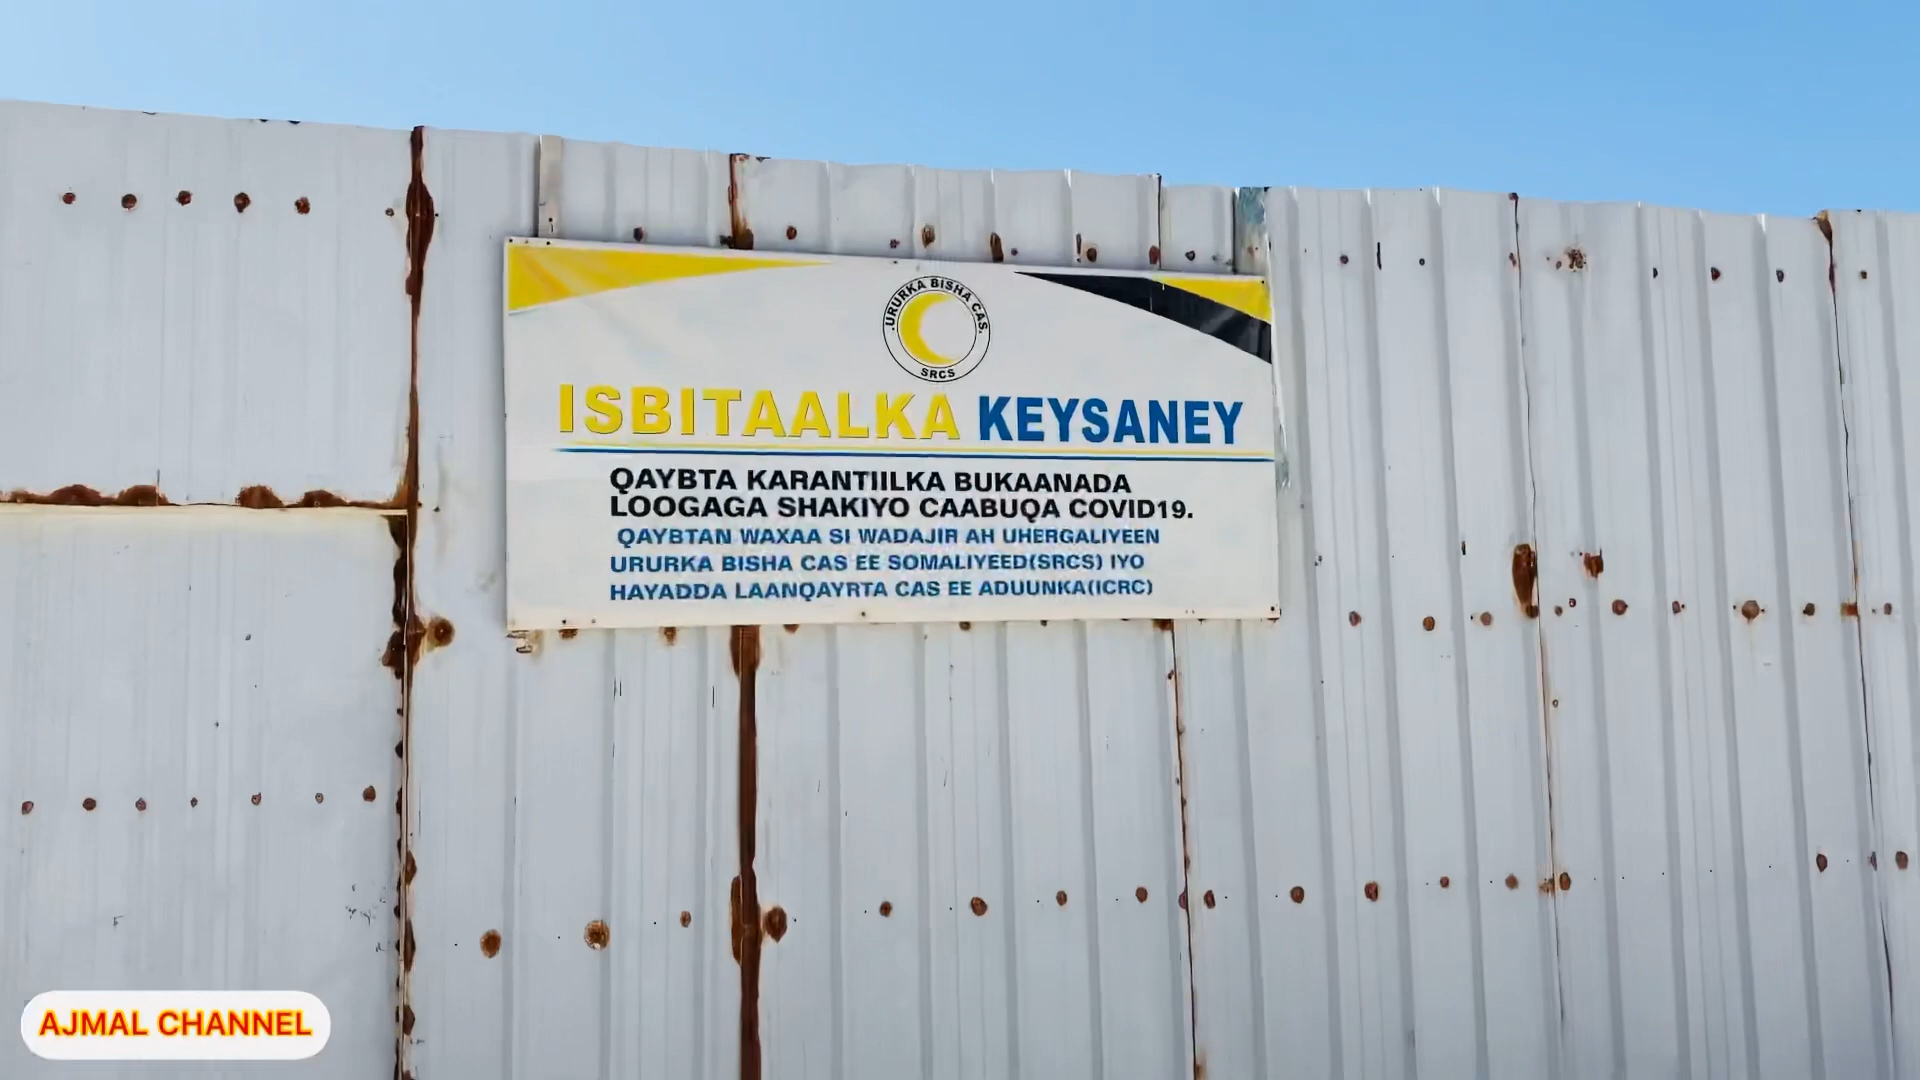 .URURKA BISHA CAS.
SRCS
ISBITAALKA KEYSANEY
QAYBTA KARANTIILKA BUKAANADA
LOOGAGA SHAKIYO CAABUQA COVID19.
QAYBTAN WAXAA SI WADAJIR AH UHERGALIYEEN
URURKA BISHA CAS EE SOMALIYEED(SRCS) IYO
HAYADDA LAANQAYRTA CAS EE ADUUNKA(ICRC)
AJMAL CHANNEL